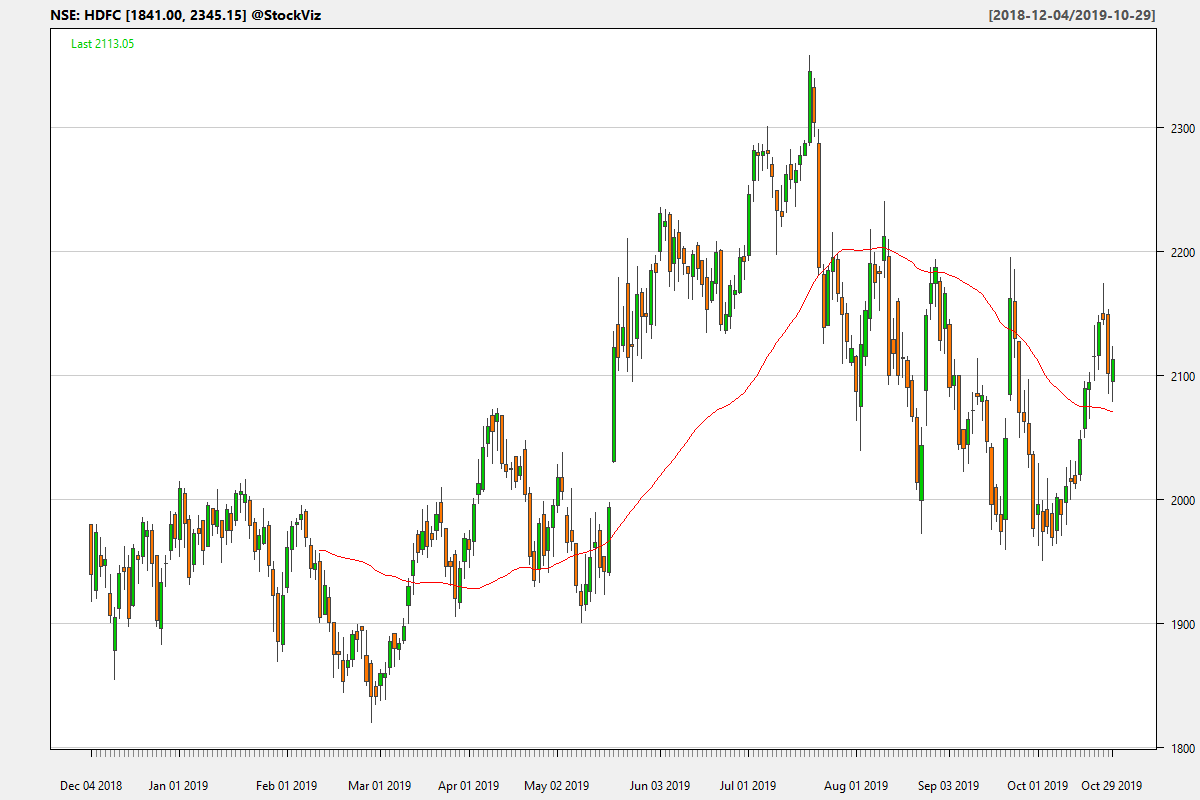 NSE: HDFC [1841.00, 2345.15] @StockViz
[2018-12-04/2019-10-29]
Last 2113.05
2300
2200
2100
2000
1900
1800
Dec 04 2018 Jan 01 2019 Feb 01 2019 Mar 01 2019 Apr 01 2019 May 02 2019 Jun 03 2019 Jul 01 2019 Aug 01 2019 Sep 03 2019 Oct 01 2019 Oct 29 2019